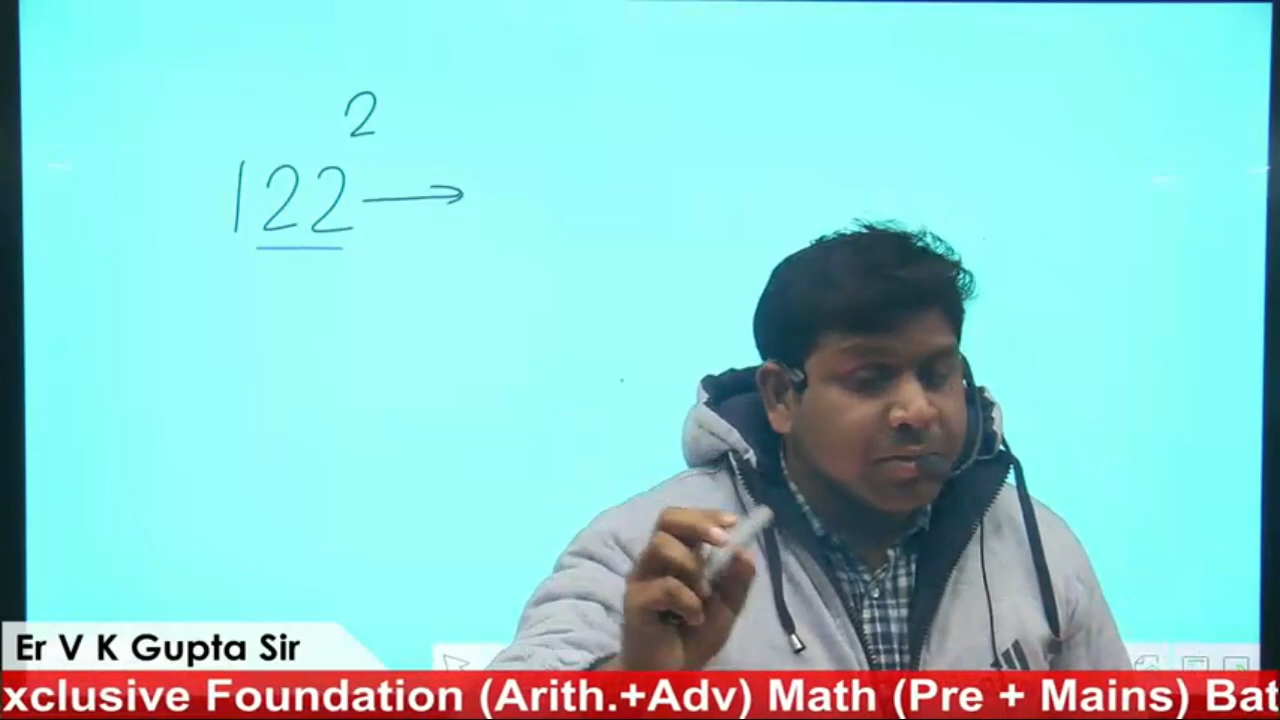 2
122 →
Er V K Gupta Sir
xclusive Foundation (Arith.+Adv) Math (Pre + Mains) Bat